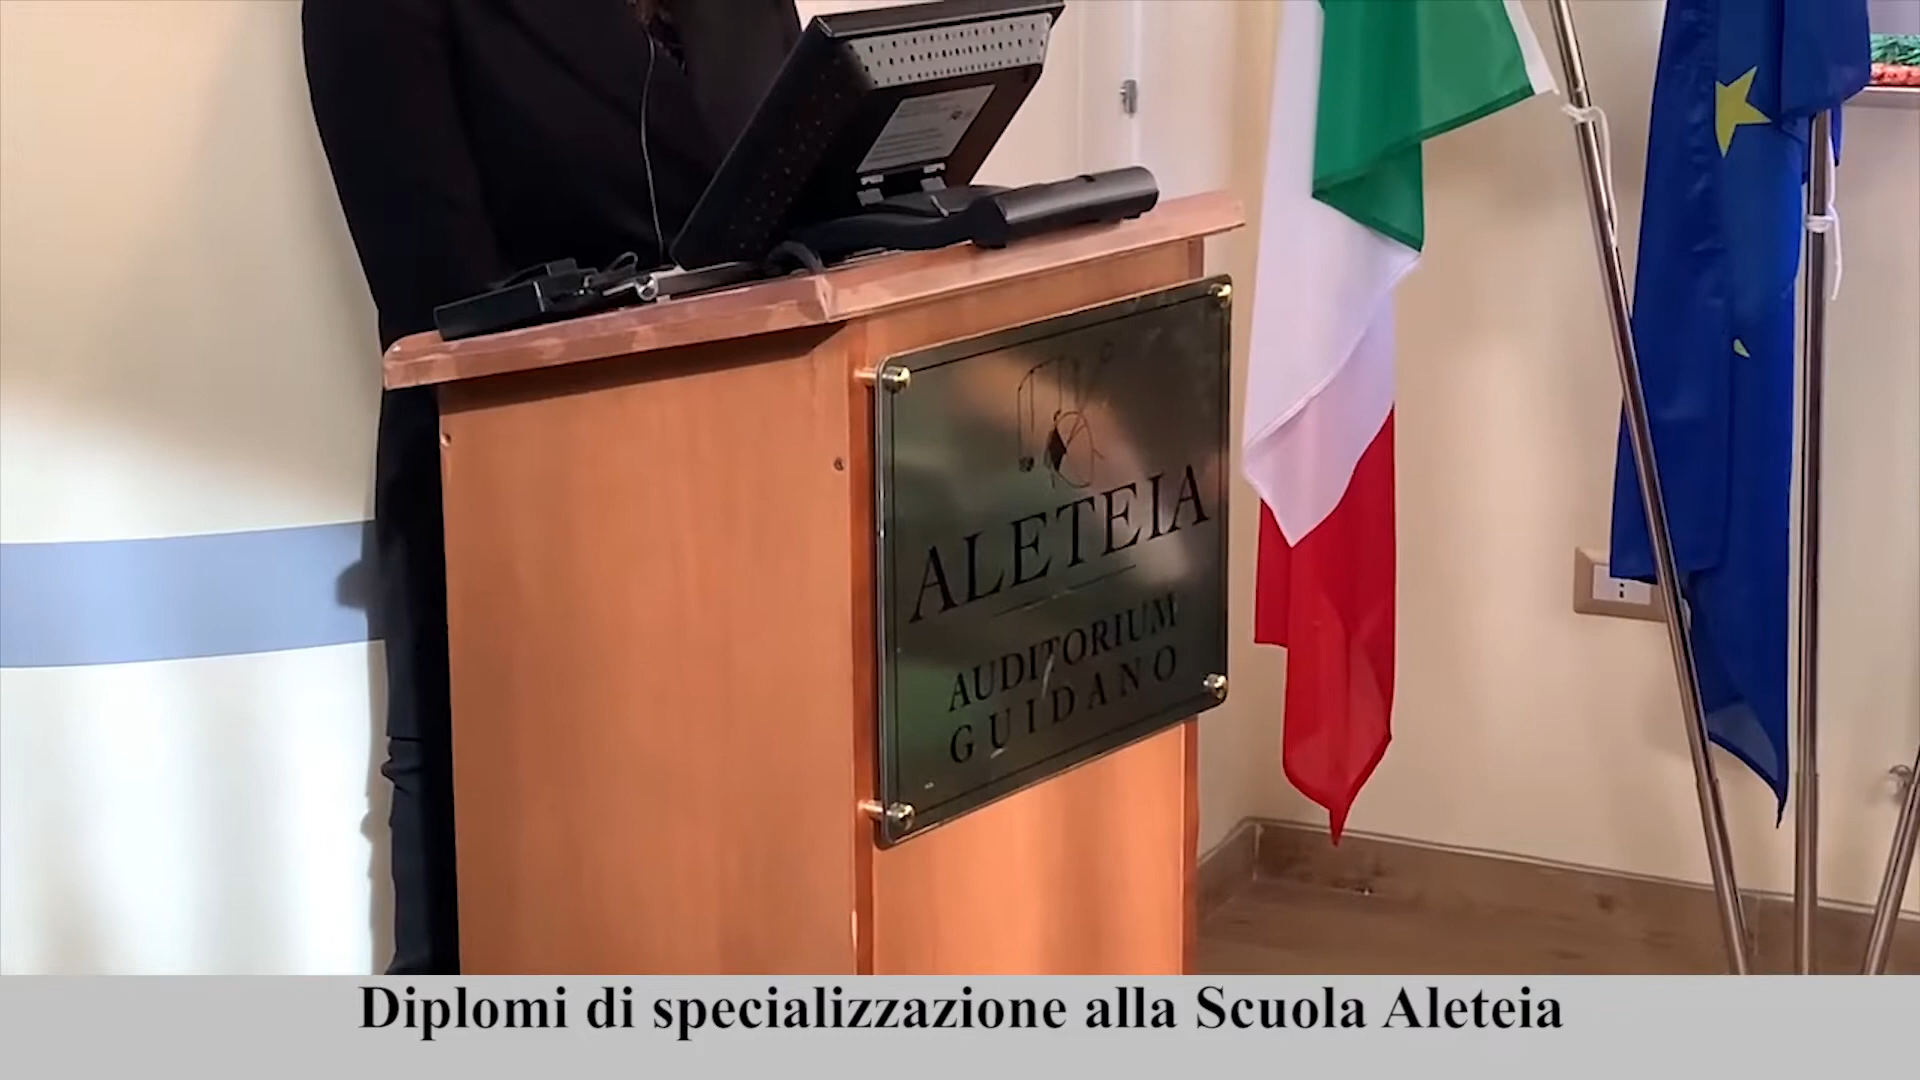 ALETEIA
AUDITORIUM
GUIDANO
Diplomi di specializzazione alla Scuola Aleteia